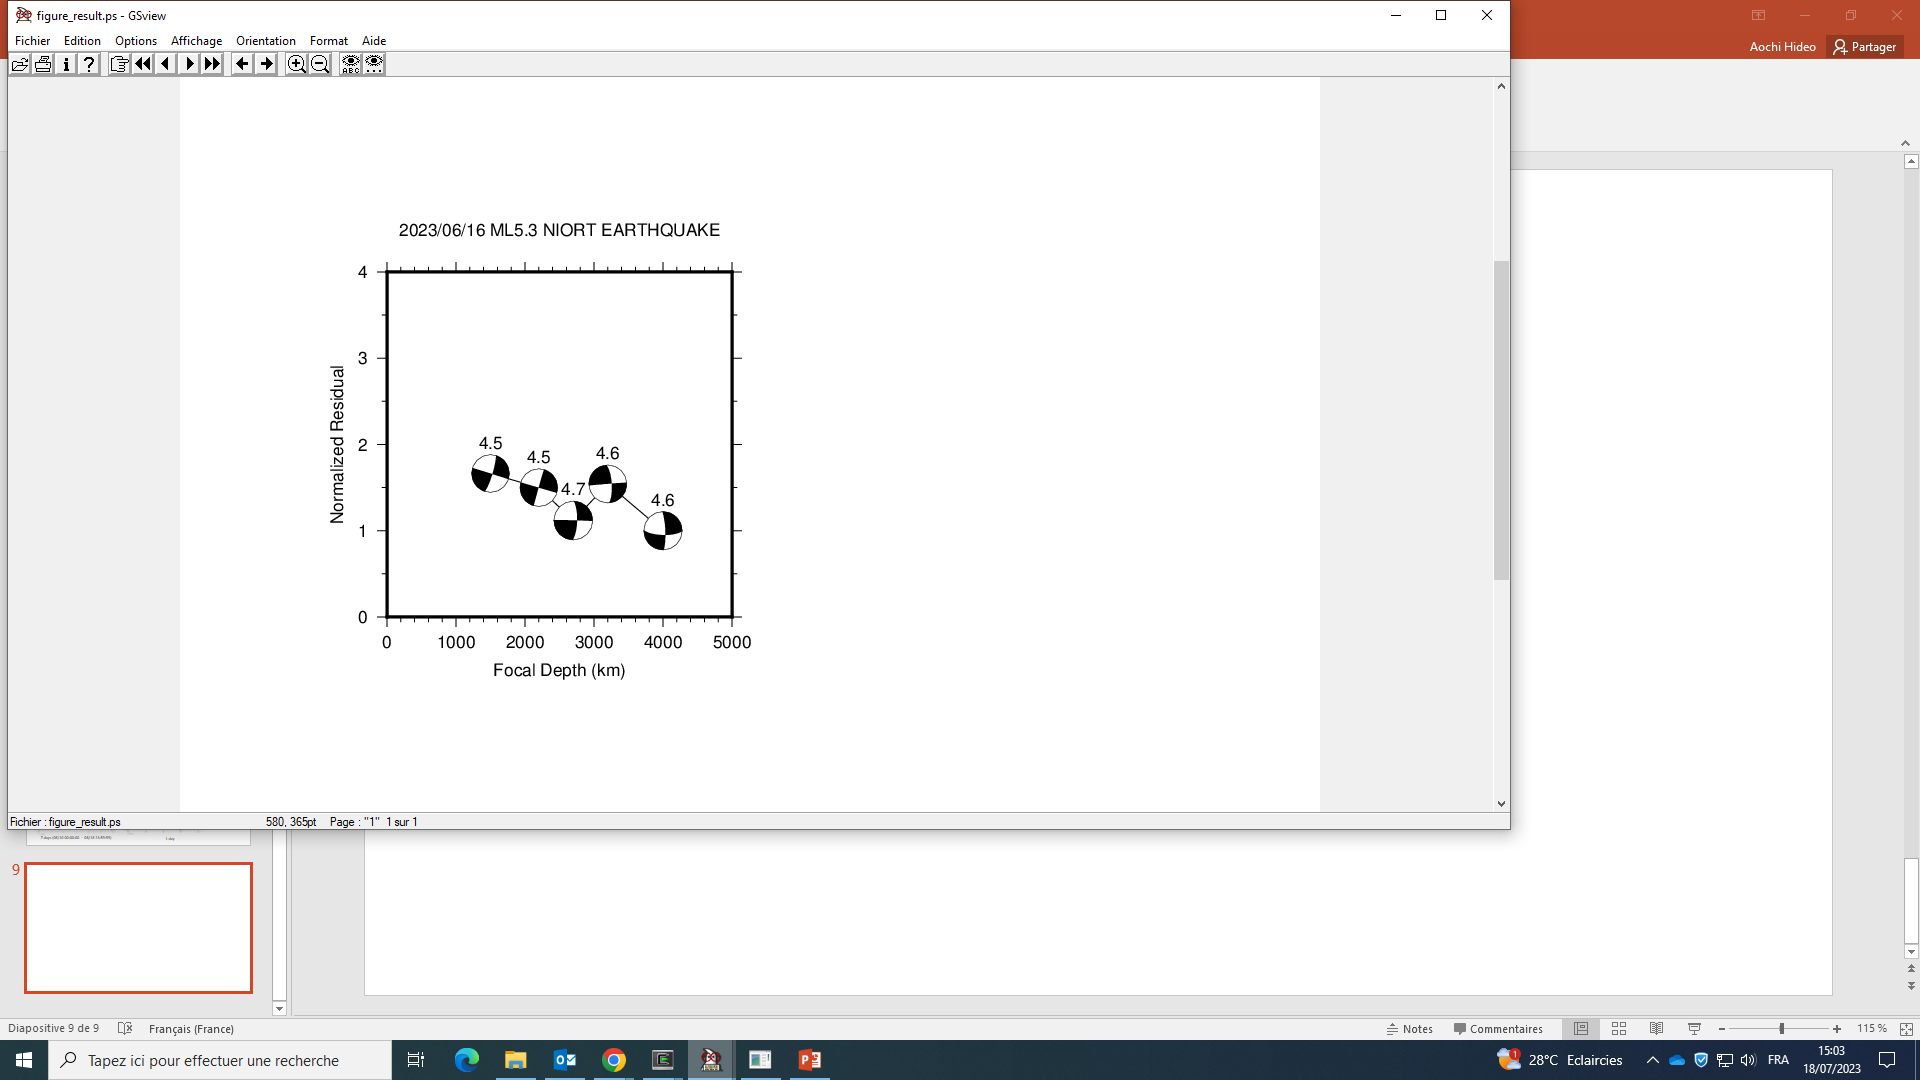 figure_result.ps - GSview
Fichier Edition Options Affichage Orientation Format Aide
Aochi Hideo Partager
2023/06/16 ML5.3 NIORT EARTHQUAKE
4
3
2
1
0
Normalized Residual
4.5
4.5
4.7
4.6
4.6
0 1000 2000 3000 4000 5000
Focal Depth (km)
Fichier : figure_result.ps 580, 365pt Page : "1" 1 sur 1
9
Diapositive 9 de 9 Français (France) Notes Commentaires 115 %
Tapez ici pour effectuer une recherche
1 28°C Eclaircies FRA
15:03
18/07/2023